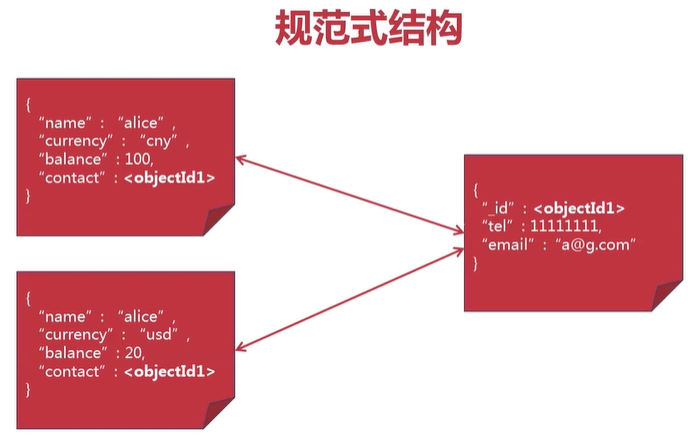 规范式结构
{
“name” : “alice” ,
“currency” : “cny” ,
“balance” : 100,
“contact” : <objectId1>
}
{
“_id” : <objectId1>
“tel” : 11111111,
“email” : “a@g.com”
}
{
“name” : “alice” ,
“currency” : “usd” ,
“balance” : 20,
“contact” : <objectId1>
}